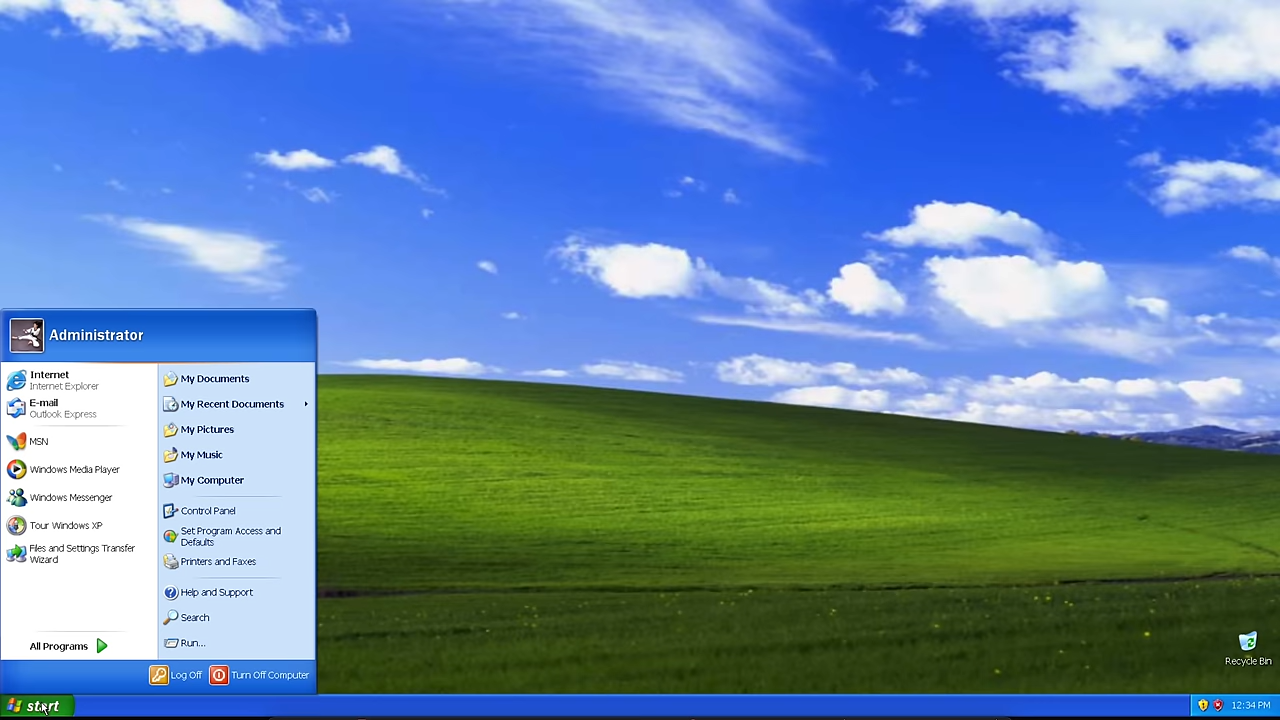 Administrator
Internet
Internet Explorer
E-mail
Outlook Express
MSN
Windows Media Player
Windows Messenger
Tour Windows XP
Files and Settings Transfer
Wizard
All Programs
My Documents
My Recent Documents
My Pictures
My Music
My Computer
Control Panel
Set Program Access and
Defaults
Printers and Faxes
Help and Support
Search
Run...
Log Off
Turn Off Computer
start
Recycle Bin
12:34 PM